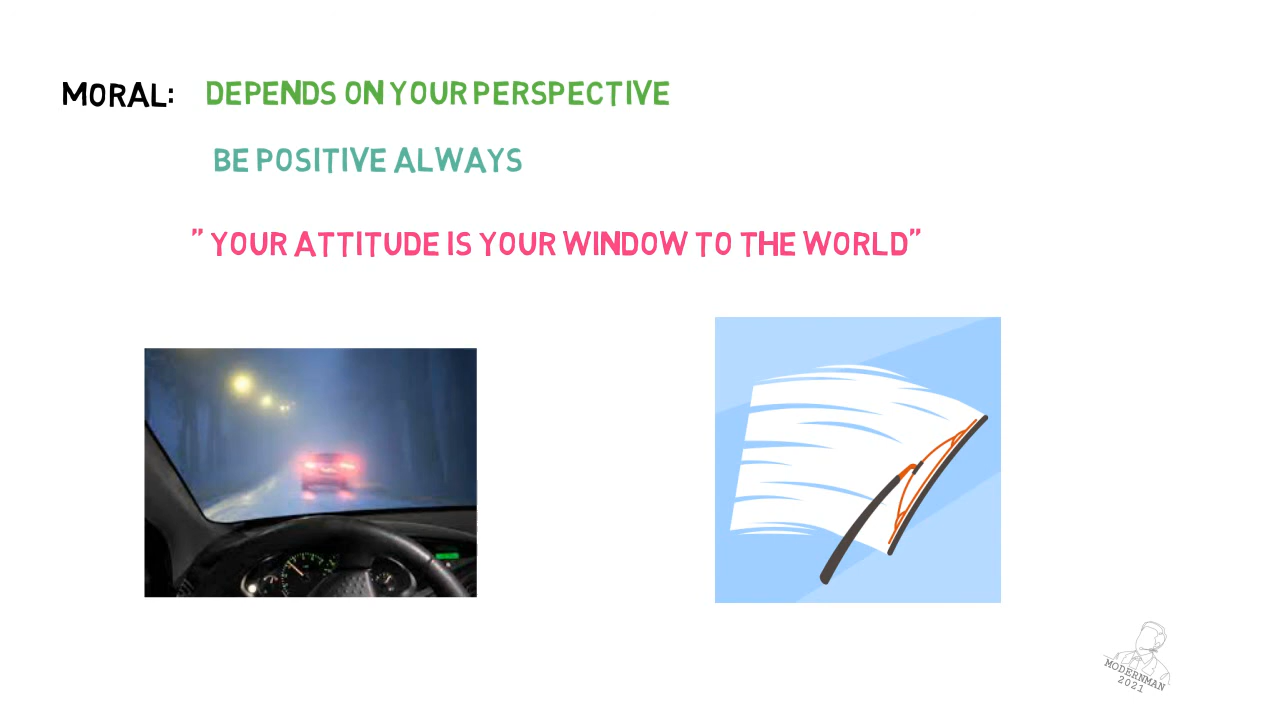 MORAL: DEPENDS ON YOUR PERSPECTIVE
BE POSITIVE ALWAYS
" YOUR ATTITUDE IS YOUR WINDOW TO THE WORLD"
MODERNMAN
2021